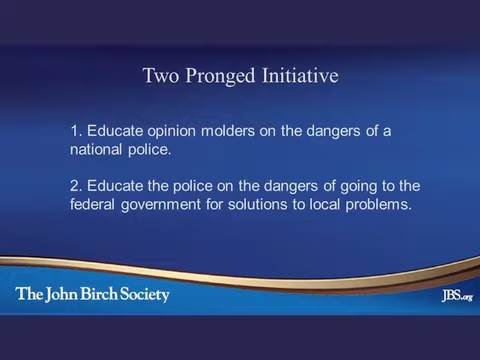 Two Pronged Initiative
1. Educate opinion molders on the dangers of a
national police.
2. Educate the police on the dangers of going to the
federal government for solutions to local problems.
The John Birch Society
JBS.org